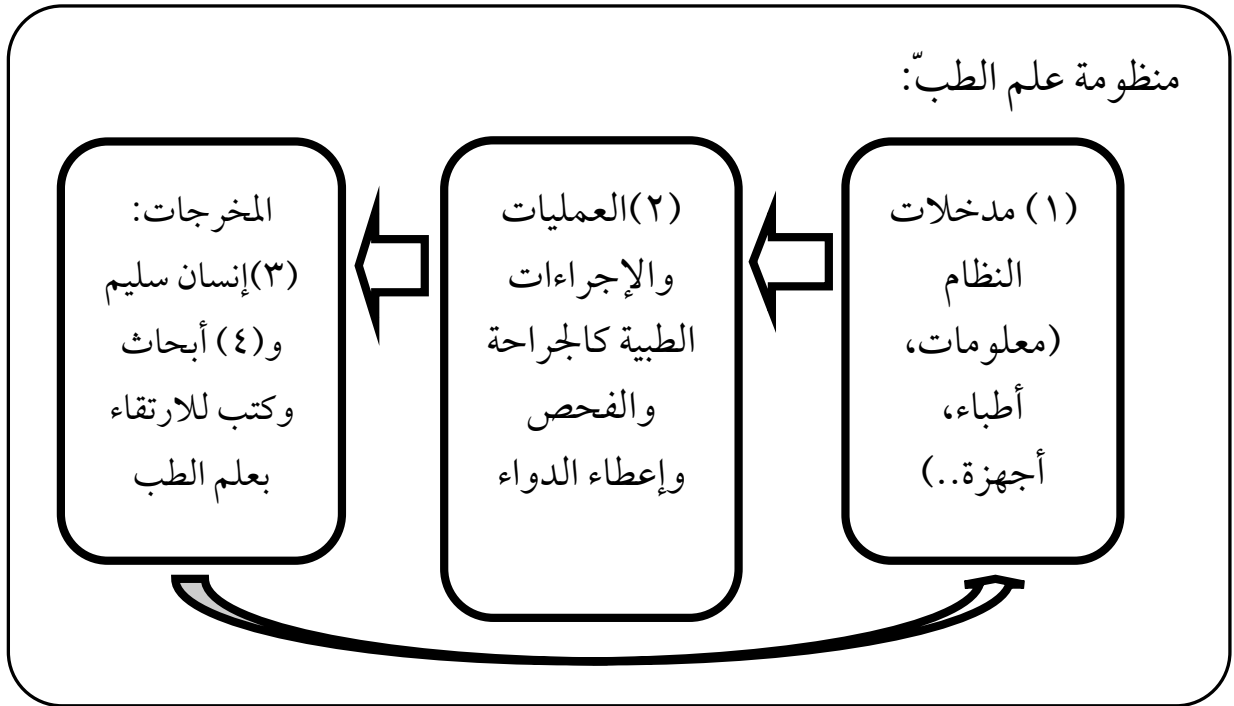 منظومة علم الطبّ:
(١) مدخلات
النظام
(معلومات،
أطباء،
أجهزة..)
(٢)العمليات
والإجراءات
الطبية كالجراحة
والفحص
وإعطاء الدواء
المخرجات:
(٣)إنسان سليم
و(٤) أبحاث
وكتب للارتقاء
بعلم الطب